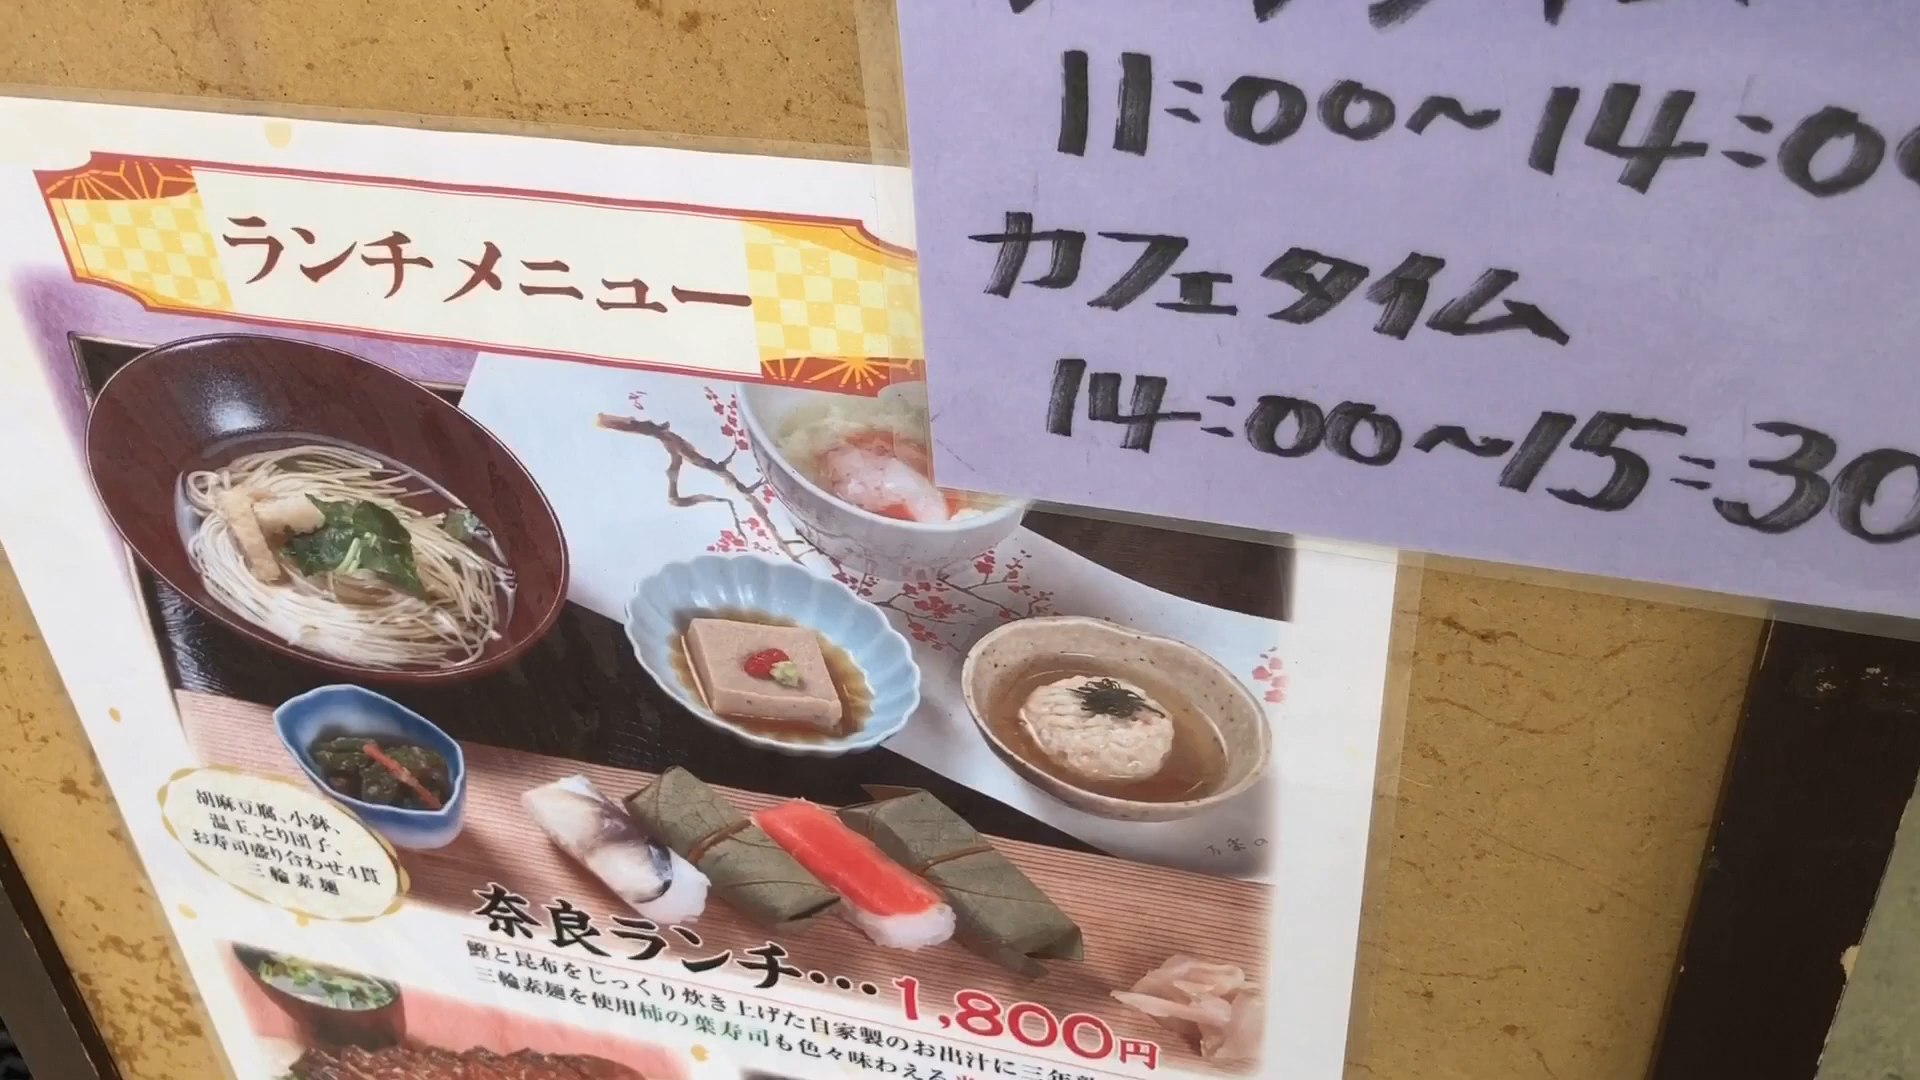 11:00~14:00
カフェタイム
14:00~15:30
ランチメニュー
胡麻豆腐、小鉢、
温玉、とり団子、
お寿司盛り合わせ4貫
三輪素麺
奈良ランチ…1,800円
鰹と昆布をじっくり炊き上げた自家製のお出汁に三年
三輪素麺を使用柿の葉寿司も色々味わえる